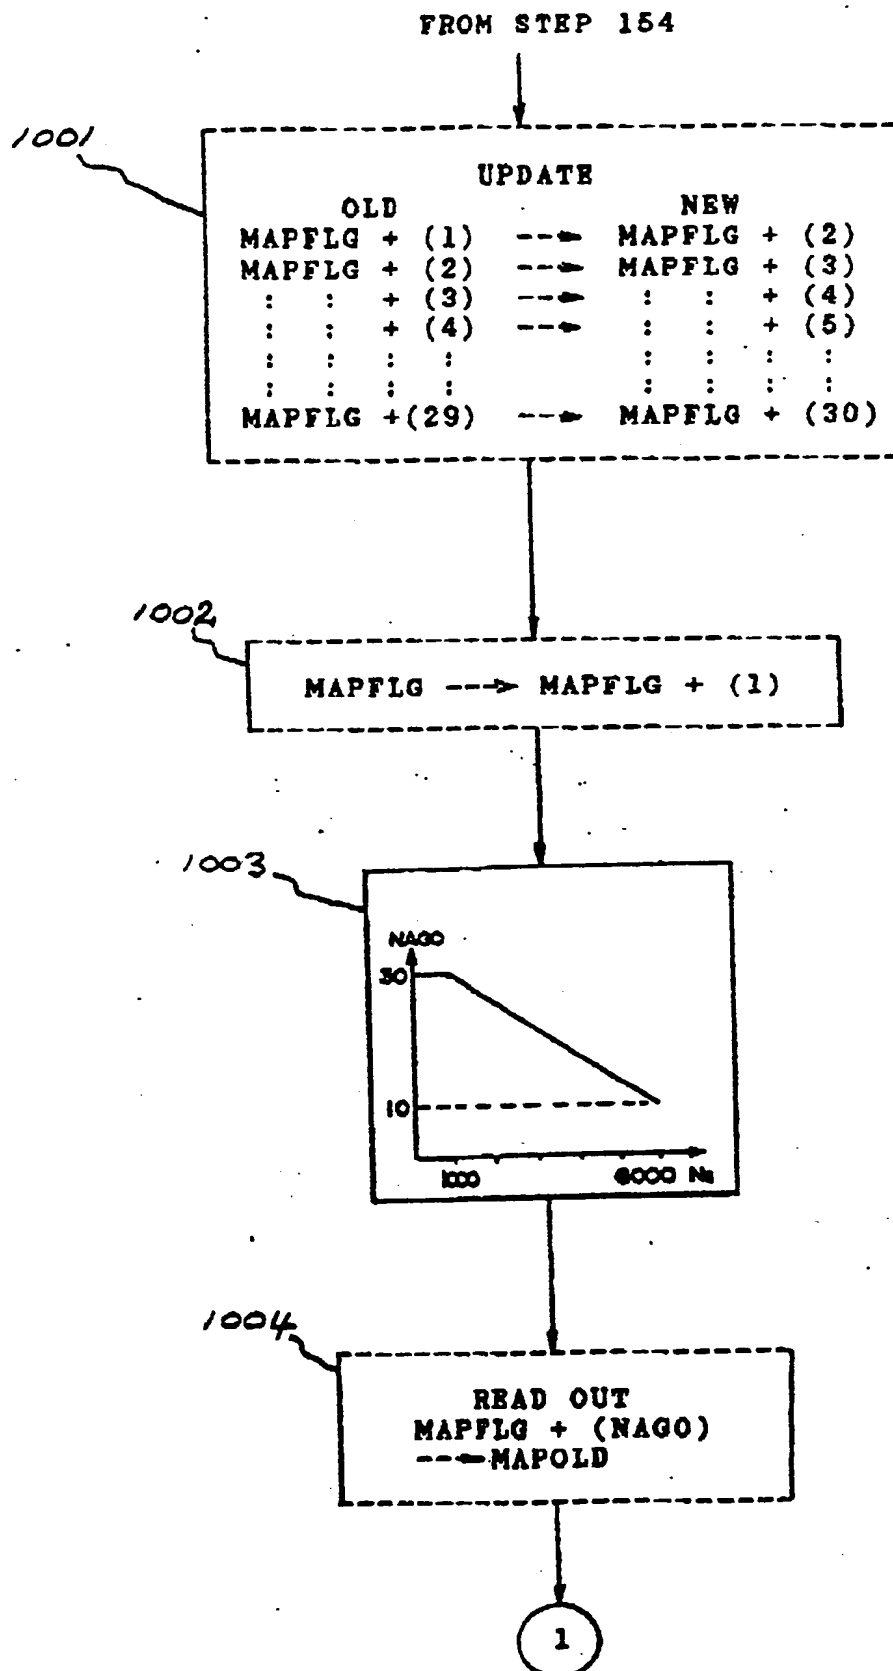 FROM STEP 154
1001
UPDATE
OLD NEW
MAPFLG + (1) ---> MAPFLG + (2)
MAPFLG + (2) ---> MAPFLG + (3)
: : + (3) ---> : : + (4)
: : + (4) ---> : : + (5)
: : : : : : : :
: : : : : : : :
MAPFLG +(29) ---> MAPFLG + (30)
1002
MAPFLG ---> MAPFLG + (1)
1003
NAGO
30
10
1000 6000 Ne
1004
READ OUT
MAPFLG + (NAGO)
--->MAPOLD
1